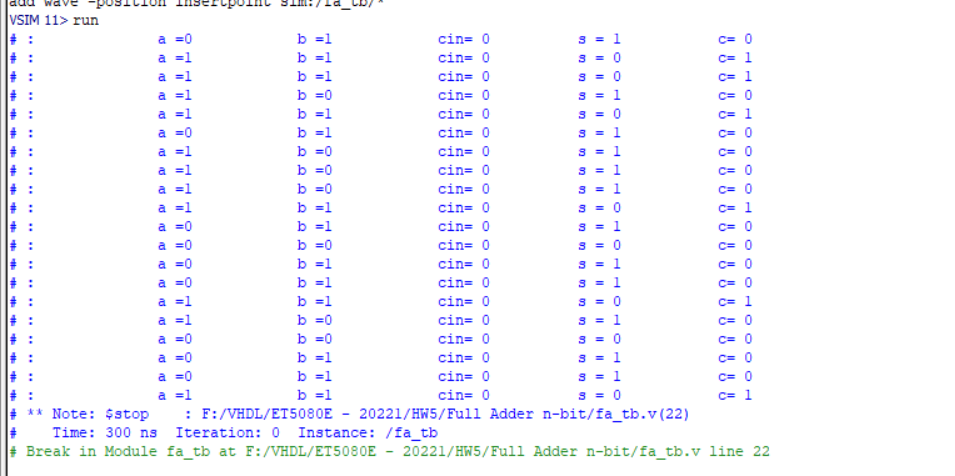 add wave -position insertpoint sim:/fa_tb/*
VSIM 11> run
# : a =0 b =1 cin= 0 s = 1 c= 0
# : a =1 b =1 cin= 0 s = 0 c= 1
# : a =1 b =1 cin= 0 s = 0 c= 1
# : a =1 b =0 cin= 0 s = 1 c= 0
# : a =1 b =1 cin= 0 s = 0 c= 1
# : a =0 b =1 cin= 0 s = 1 c= 0
# : a =1 b =0 cin= 0 s = 1 c= 0
# : a =1 b =0 cin= 0 s = 1 c= 0
# : a =1 b =0 cin= 0 s = 1 c= 0
# : a =1 b =1 cin= 0 s = 0 c= 1
# : a =0 b =1 cin= 0 s = 1 c= 0
# : a =0 b =0 cin= 0 s = 0 c= 0
# : a =0 b =1 cin= 0 s = 1 c= 0
# : a =0 b =1 cin= 0 s = 1 c= 0
# : a =1 b =1 cin= 0 s = 0 c= 1
# : a =1 b =0 cin= 0 s = 1 c= 0
# : a =0 b =0 cin= 0 s = 0 c= 0
# : a =0 b =1 cin= 0 s = 1 c= 0
# : a =0 b =1 cin= 0 s = 1 c= 0
# : a =1 b =1 cin= 0 s = 0 c= 1
# ** Note: $stop : F:/VHDL/ET5080E - 20221/HW5/Full Adder n-bit/fa_tb.v(22)
# Time: 300 ns Iteration: 0 Instance: /fa_tb
# Break in Module fa_tb at F:/VHDL/ET5080E - 20221/HW5/Full Adder n-bit/fa_tb.v line 22